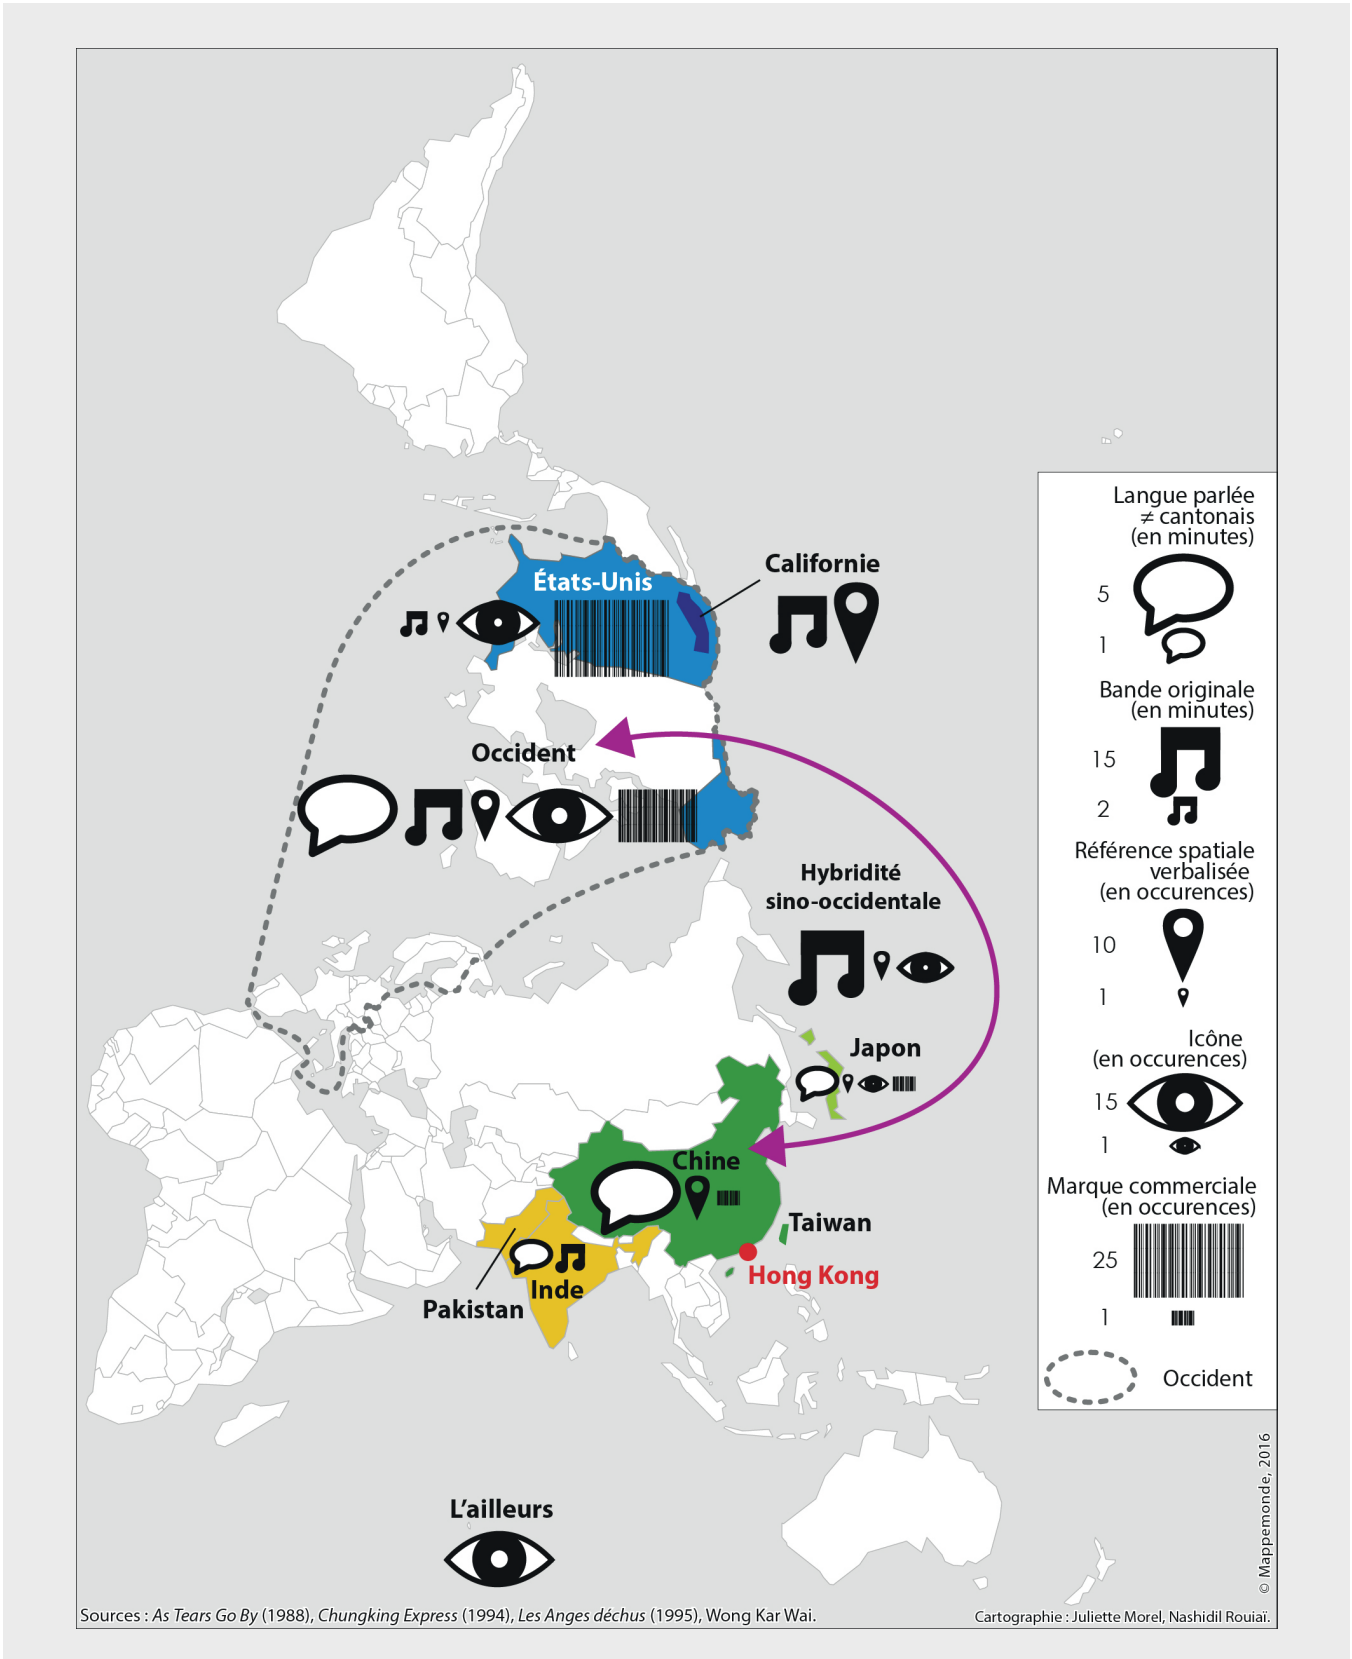 États-Unis
Californie
Occident
Hybridité
sino-occidentale
Japon
Chine
Taiwan
Hong Kong
Inde
Pakistan
L'ailleurs
Langue parlée
≠ cantonais
(en minutes)
5
1
Bande originale
(en minutes)
15
2
Référence spatiale
verbalisée
(en occurences)
10
1
Icône
(en occurences)
15
1
Marque commerciale
(en occurences)
25
1
Occident
© Mappemonde, 2016
Sources : As Tears Go By (1988), Chungking Express (1994), Les Anges déchus (1995), Wong Kar Wai.
Cartographie : Juliette Morel, Nashidil Rouiaï.